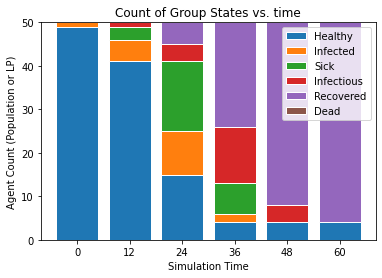 Count of Group States vs. time
50
40
30
20
10
0
Agent Count (Population or LP)
Healthy
Infected
Sick
Infectious
Recovered
Dead
0 12 24 36 48 60
Simulation Time